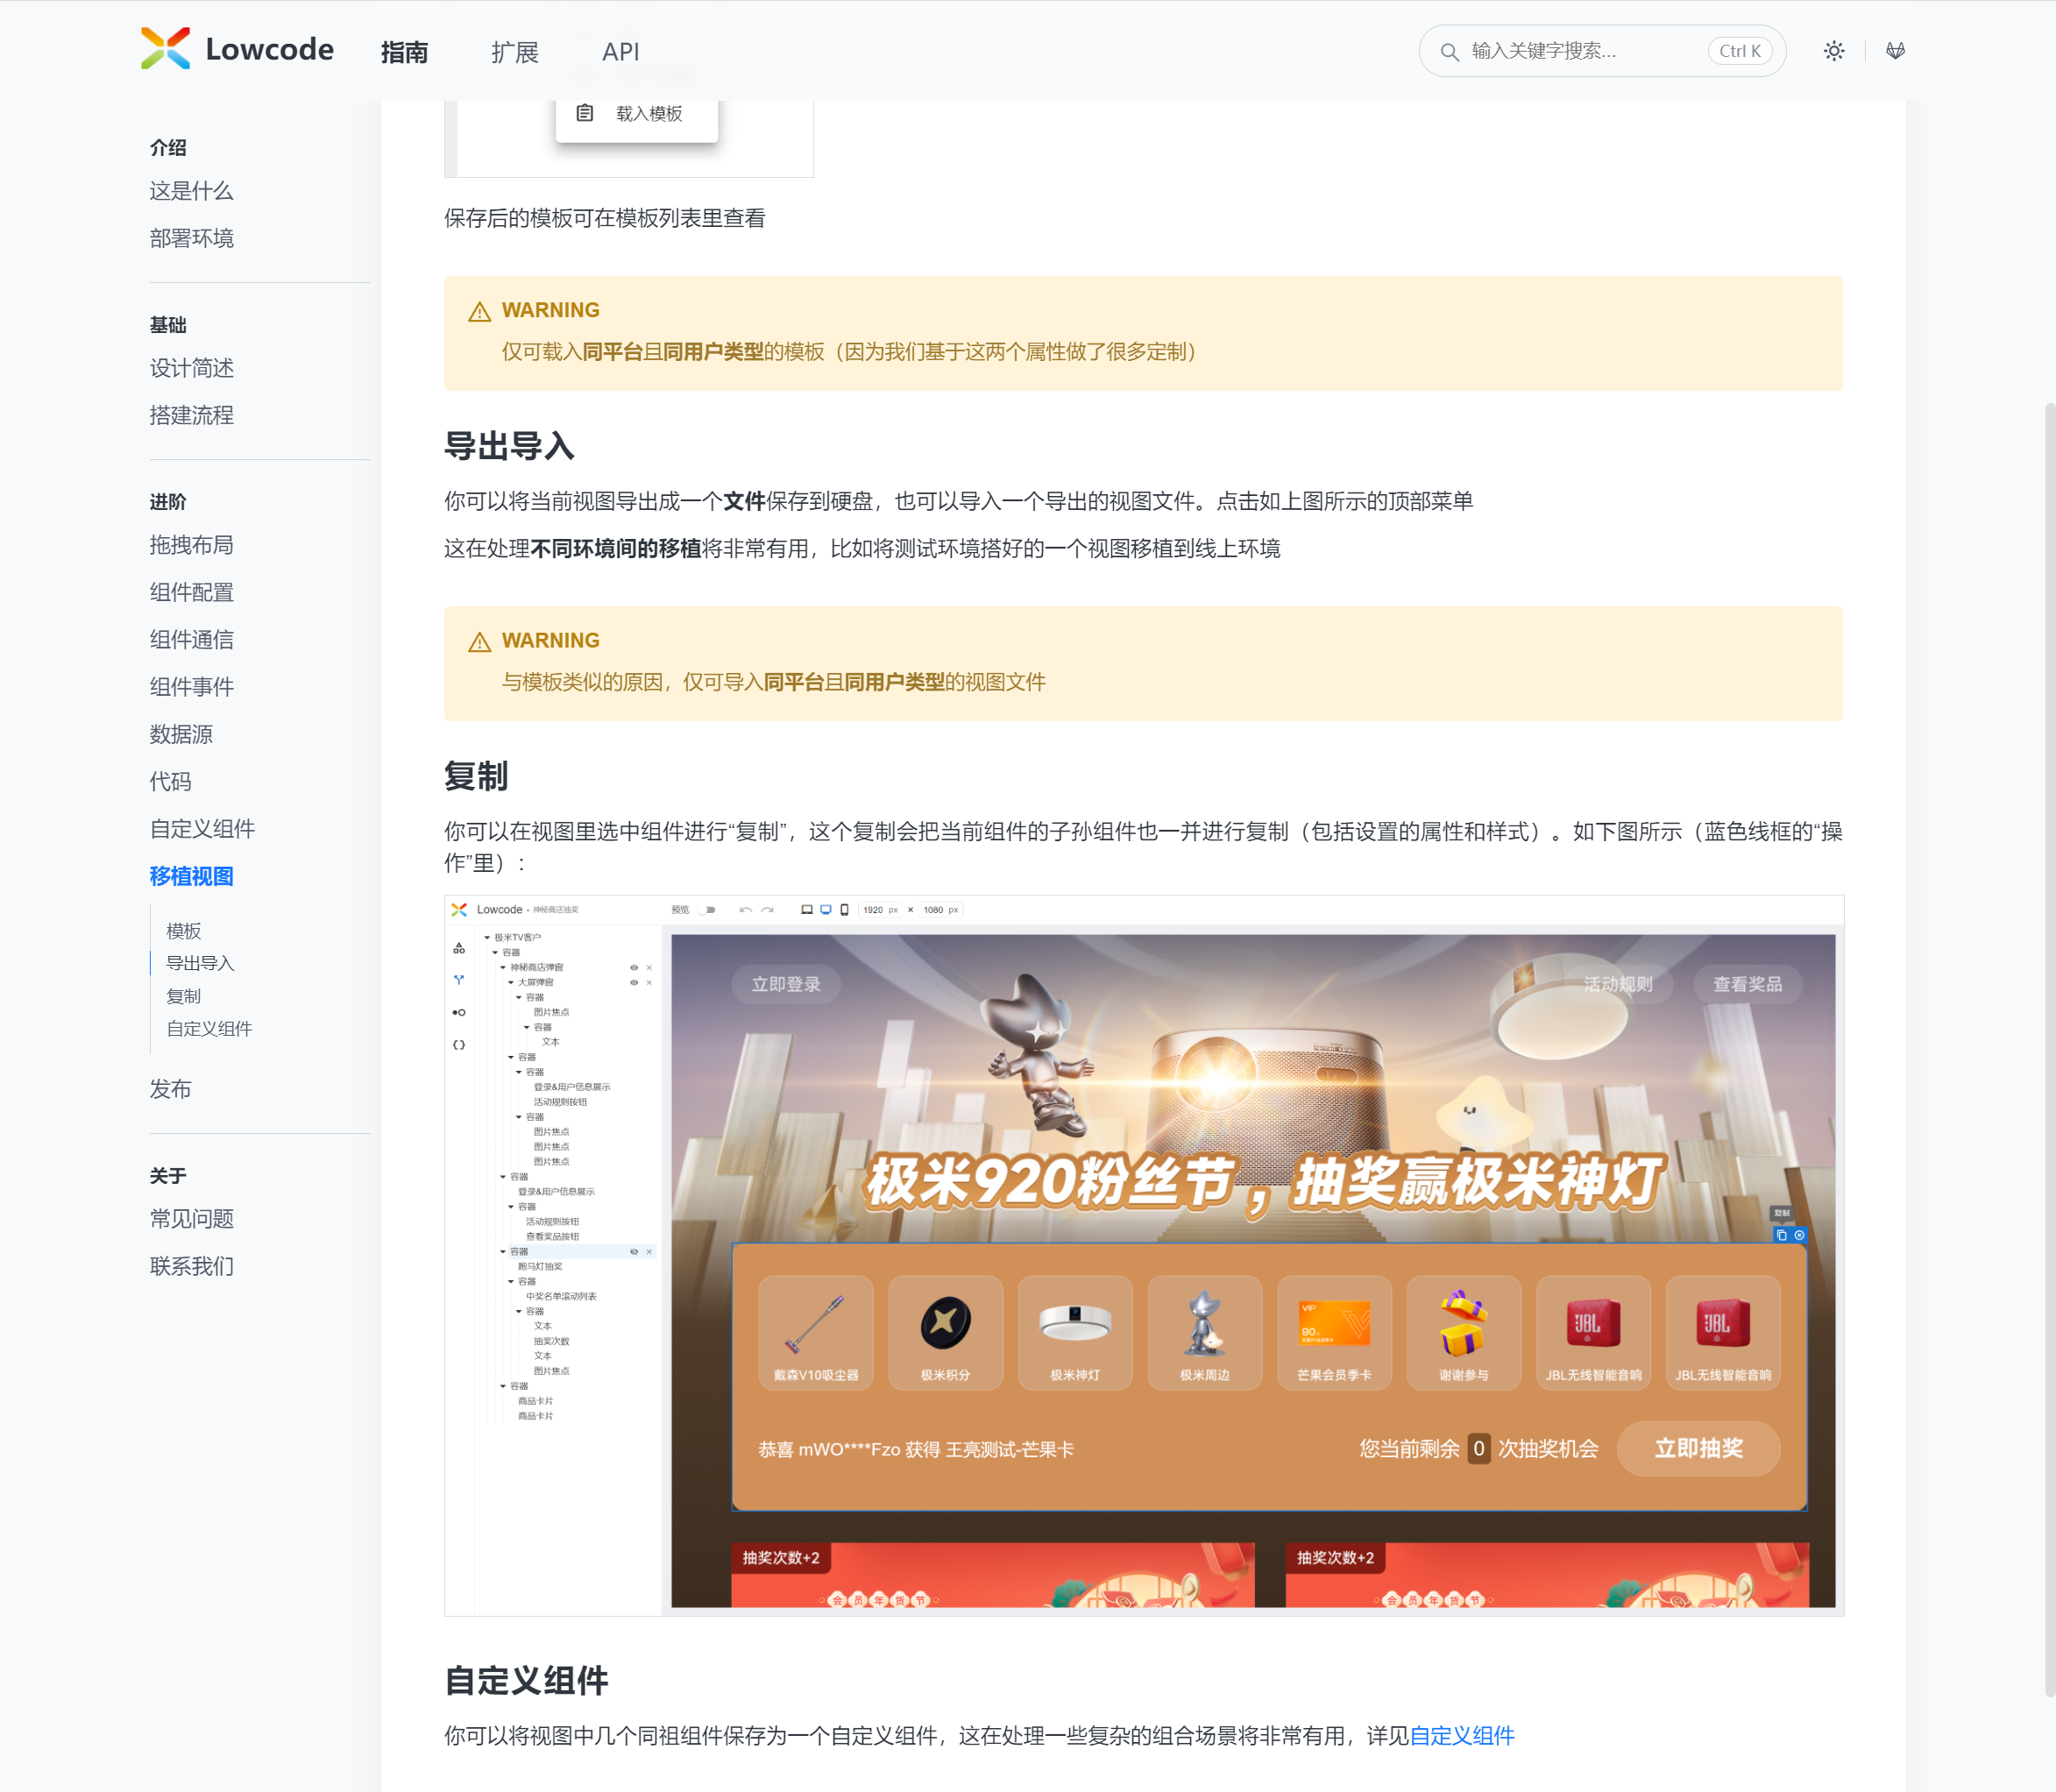 Lowcode
指南
扩展
API
输入关键字搜索...
Ctrl K
介绍
这是什么
部署环境
基础
设计简述
搭建流程
进阶
拖拽布局
组件配置
组件通信
组件事件
数据源
代码
自定义组件
移植视图
模板
导出导入
复制
自定义组件
发布
关于
常见问题
联系我们
载入模板
保存后的模板可在模板列表里查看
WARNING
仅可载入同平台且同用户类型的模板（因为我们基于这两个属性做了很多定制）
导出导入
你可以将当前视图导出成一个文件保存到硬盘，也可以导入一个导出的视图文件。点击如上图所示的顶部菜单
这在处理不同环境间的移植将非常有用，比如将测试环境搭好的一个视图移植到线上环境
WARNING
与模板类似的原因，仅可导入同平台且同用户类型的视图文件
复制
你可以在视图里选中组件进行“复制”，这个复制会把当前组件的子孙组件也一并进行复制（包括设置的属性和样式）。如下图所示（蓝色线框的“操
作”里）：
Lowcode - 神秘商店抽奖
预览
1920 px × 1080 px
极米TV客户
容器
神秘商店弹窗
大屏弹窗
容器
图片焦点
容器
文本
容器
容器
登录&用户信息展示
活动规则按钮
容器
图片焦点
图片焦点
图片焦点
容器
登录&用户信息展示
容器
活动规则按钮
查看奖品按钮
容器
跑马灯抽奖
容器
中奖名单滚动列表
容器
文本
抽奖次数
文本
图片焦点
容器
商品卡片
商品卡片
立即登录
活动规则
查看奖品
harman/kardon
极米920粉丝节，抽奖赢极米神灯
复制
戴森V10吸尘器
极米积分
极米神灯
极米周边
VIP
90
芒果会员季卡
谢谢参与
JBL
JBL无线智能音响
JBL
JBL无线智能音响
恭喜 mWO****Fzo 获得 王亮测试-芒果卡
您当前剩余 0 次抽奖机会
立即抽奖
抽奖次数+2
会员年货节
抽奖次数+2
会员年货节
自定义组件
你可以将视图中几个同祖组件保存为一个自定义组件，这在处理一些复杂的组合场景将非常有用，详见自定义组件